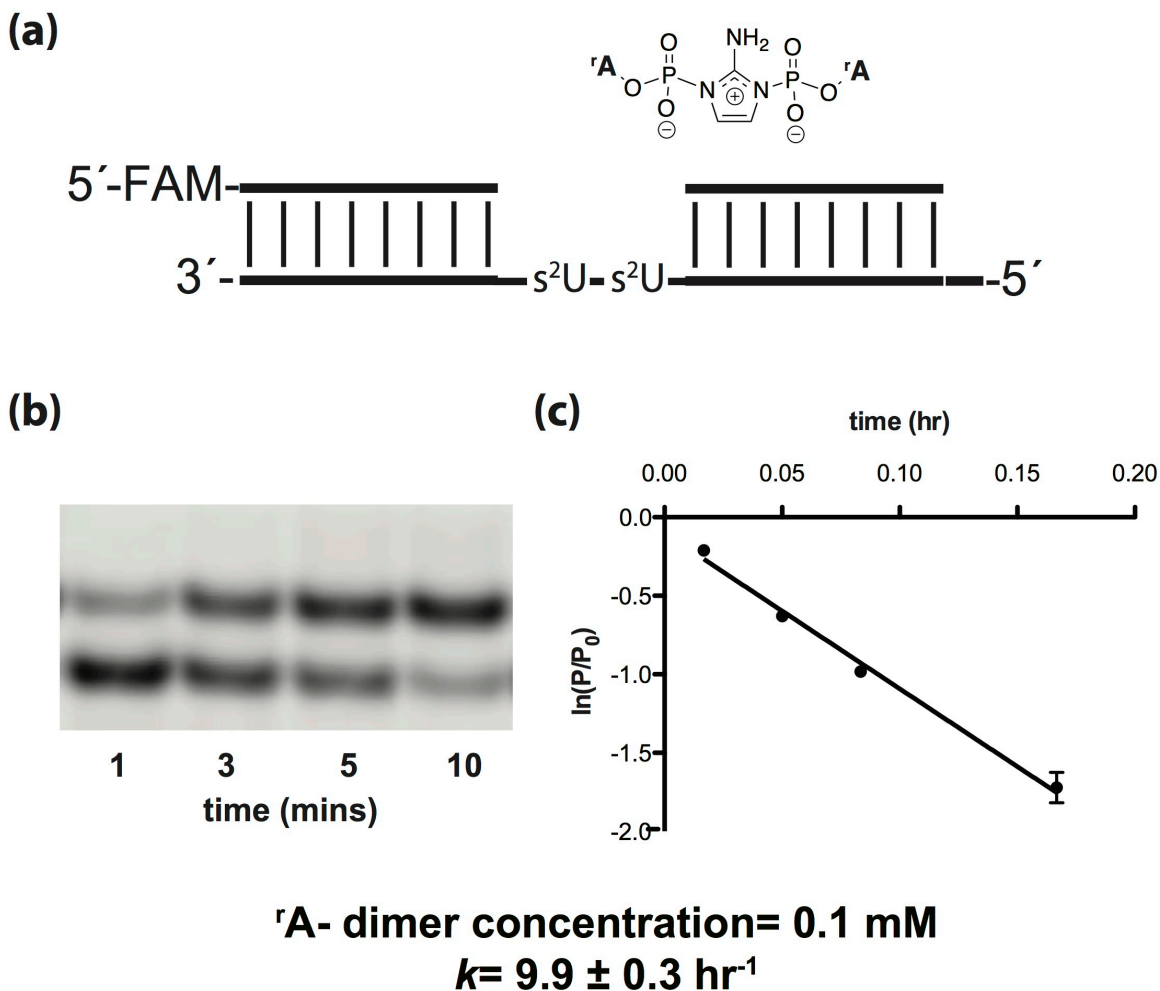 (a)
NH₂
O O
ʳA P P ʳA
O N N O
O ⊕ O
⊖ ⊖
5´-FAM-
3´- s²U- s²U -5´
(b) (c)
time (hr)
0.00 0.05 0.10 0.15 0.20
0.0
-0.5
-1.0
-1.5
-2.0
ln(P/P₀)
1 3 5 10
time (mins)
ʳA- dimer concentration= 0.1 mM
k= 9.9 ± 0.3 hr⁻¹